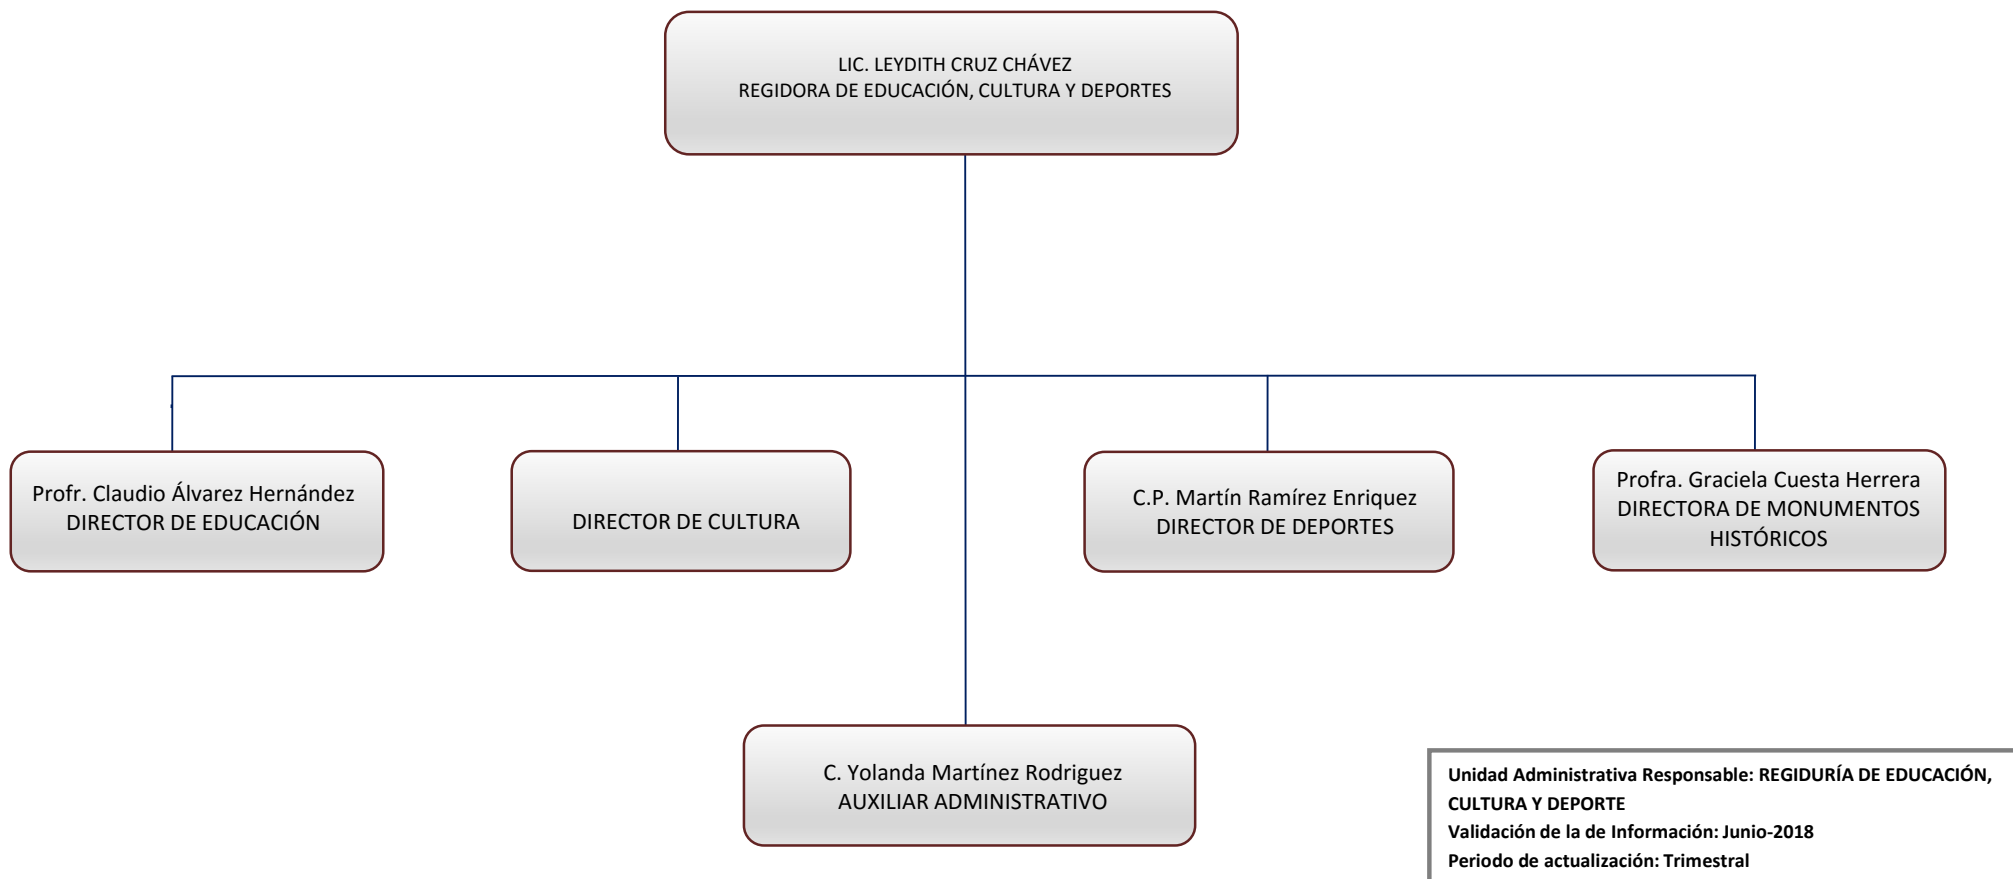 LIC. LEYDITH CRUZ CHÁVEZ
REGIDORA DE EDUCACIÓN, CULTURA Y DEPORTES
Profr. Claudio Álvarez Hernández
DIRECTOR DE EDUCACIÓN
DIRECTOR DE CULTURA
C.P. Martín Ramírez Enriquez
DIRECTOR DE DEPORTES
Profra. Graciela Cuesta Herrera
DIRECTORA DE MONUMENTOS
HISTÓRICOS
C. Yolanda Martínez Rodriguez
AUXILIAR ADMINISTRATIVO
Unidad Administrativa Responsable: REGIDURÍA DE EDUCACIÓN,
CULTURA Y DEPORTE
Validación de la de Información: Junio-2018
Periodo de actualización: Trimestral